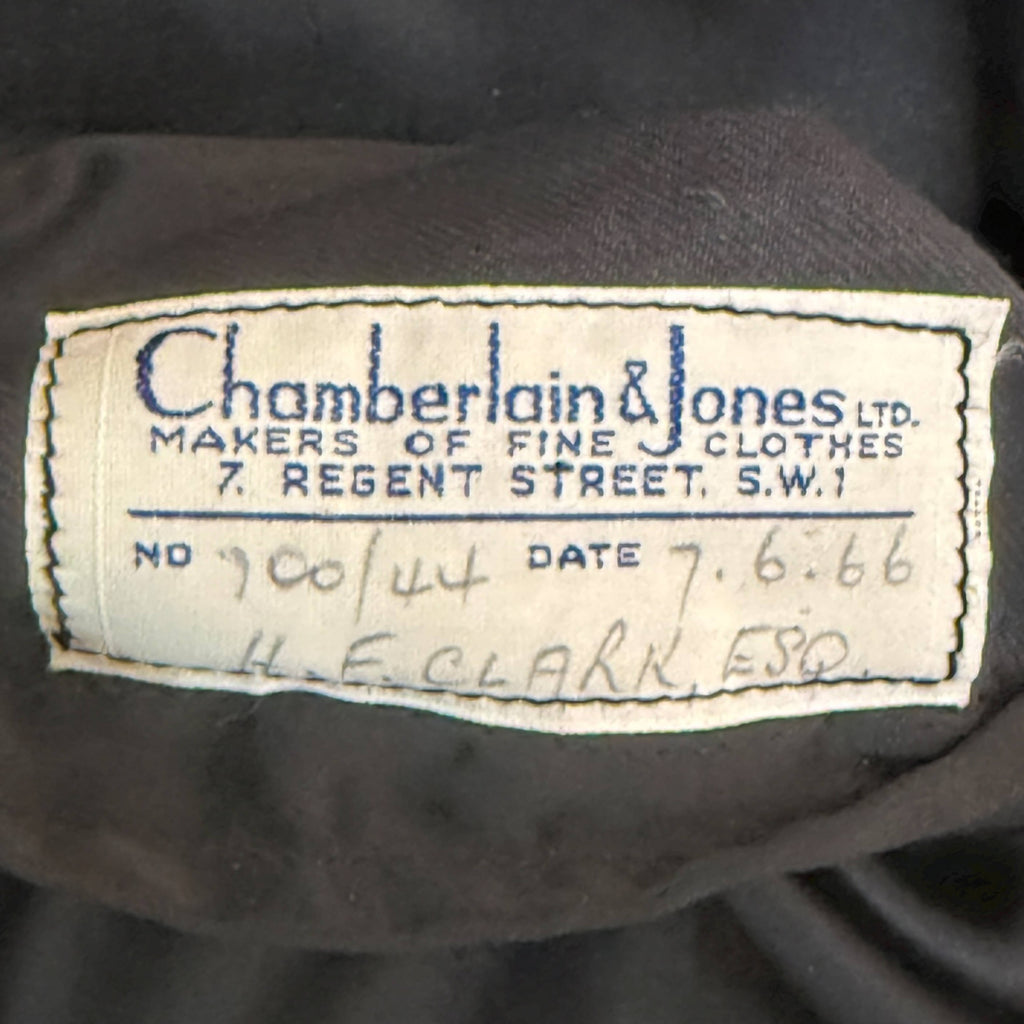 Chamberlain & Jones LTD.
MAKERS OF FINE CLOTHES
7. REGENT STREET. S.W.1
NO 700/44 DATE 7.6.66
H.E. CLARK, ESQ.